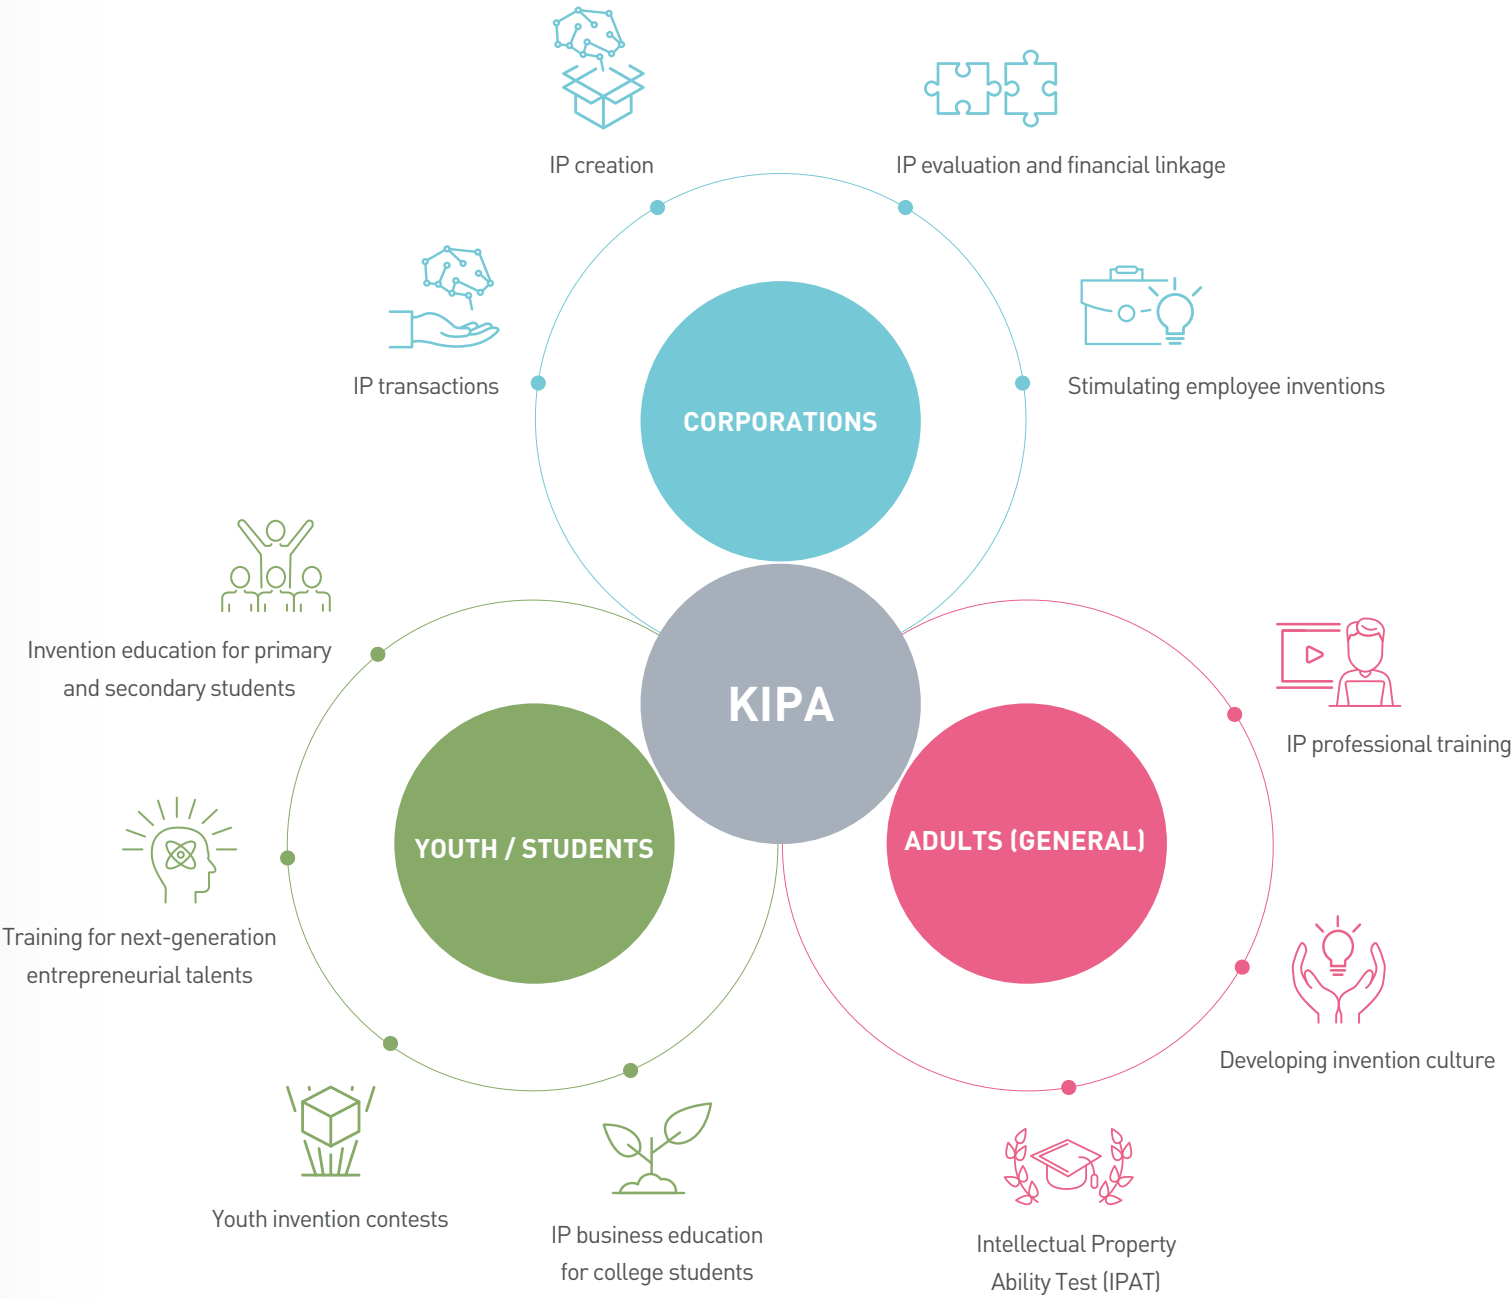 IP creation
IP evaluation and financial linkage
IP transactions
Stimulating employee inventions
CORPORATIONS
Invention education for primary
and secondary students
KIPA
IP professional training
YOUTH / STUDENTS
ADULTS (GENERAL)
Training for next-generation
entrepreneurial talents
Developing invention culture
Youth invention contests
IP business education
for college students
Intellectual Property
Ability Test (IPAT)